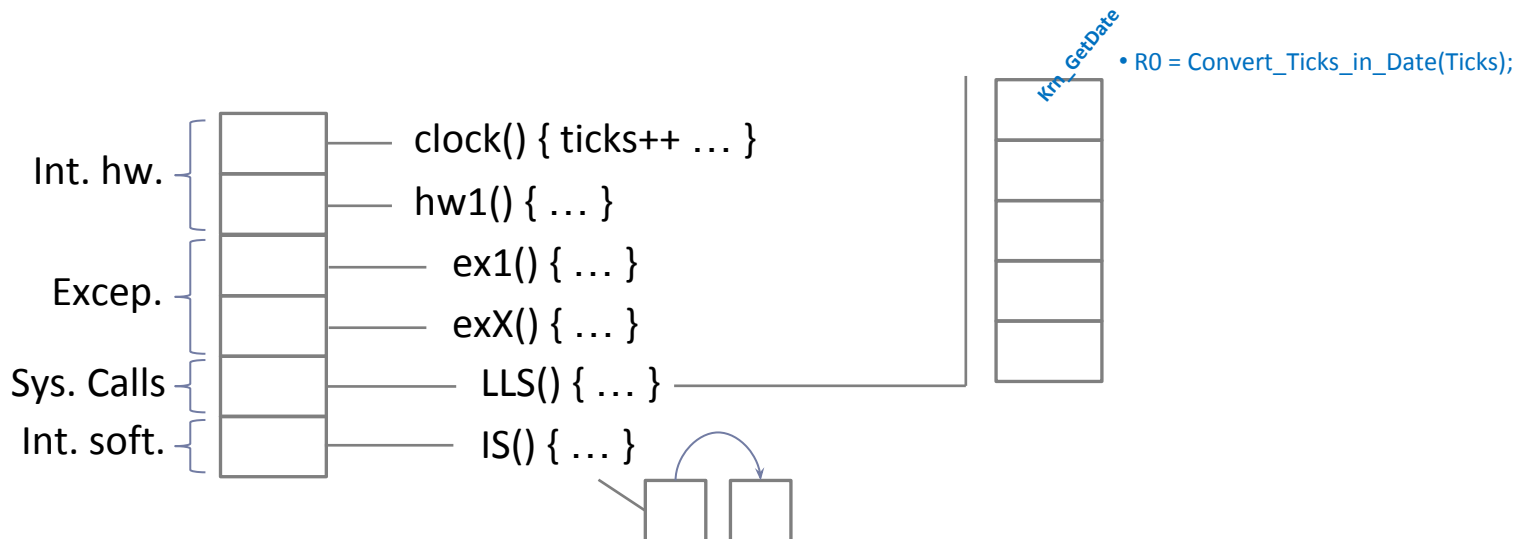 Krn_GetDate
• R0 = Convert_Ticks_in_Date(Ticks);
Int. hw.
clock() { ticks++ … }
hw1() { … }
Excep.
ex1() { … }
exX() { … }
Sys. Calls
LLS() { … }
Int. soft.
IS() { … }